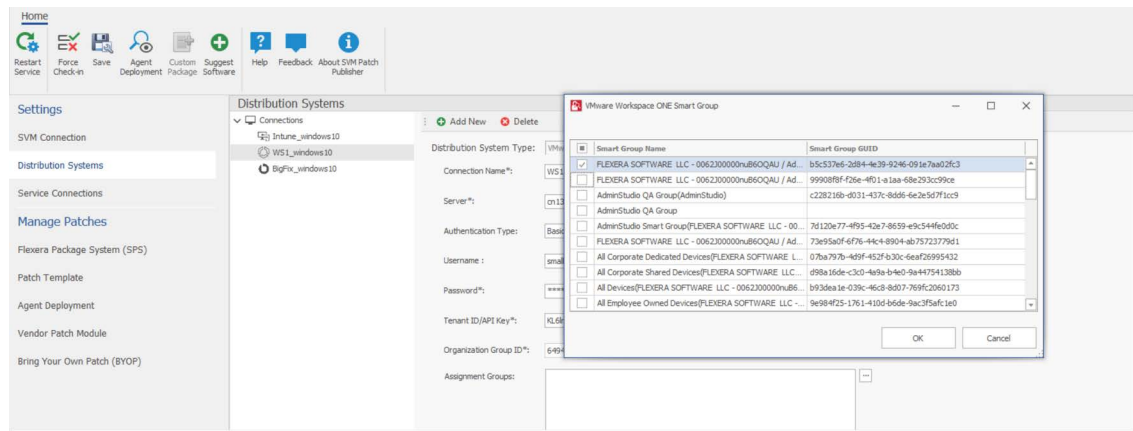 Home
Restart Service
Force Check-in
Save
Agent Deployment
Custom Package
Suggest Software
Help
Feedback
About SVM Patch Publisher
Settings
SVM Connection
Distribution Systems
Service Connections
Manage Patches
Flexera Package System (SPS)
Patch Template
Agent Deployment
Vendor Patch Module
Bring Your Own Patch (BYOP)
Distribution Systems
Connections
Intune_windows10
WS1_windows10
BigFix_windows10
Add New Delete
Distribution System Type: VMw
Connection Name*: WS1
Server*: cn13
Authentication Type: Basic
Username : smal
Password*: ****
Tenant ID/API Key*:
Organization Group ID*: 6494
Assignment Groups: ...
VMware Workspace ONE Smart Group
Smart Group Name Smart Group GUID
FLEXERA SOFTWARE LLC - 0062J00000nuB6OQAU / Ad... b5c537e6-2d84-4e39-9246-091e7aa02fc3
FLEXERA SOFTWARE LLC - 0062J00000nuB6OQAU / Ad... 99908f8f-f26e-4f01-a1aa-68e293cc99ce
AdminStudio QA Group(AdminStudio) c228216b-d031-437c-8dd6-6e2e5d7f1cc9
AdminStudio QA Group
AdminStudio Smart Group(FLEXERA SOFTWARE LLC - 00... 7d120e77-4f95-42e7-8659-e9c544fe0d0c
FLEXERA SOFTWARE LLC - 0062J00000nuB6OQAU / Ad... 73e95a0f-6f76-44c4-8904-ab75723779d1
All Corporate Dedicated Devices(FLEXERA SOFTWARE L... 07ba797b-4d9f-452f-b30c-6eaf26995432
All Corporate Shared Devices(FLEXERA SOFTWARE LLC... d98a16de-c3c0-4a9a-b4e0-9a44754138bb
All Devices(FLEXERA SOFTWARE LLC - 0062J00000nuB6... b93dea1e-039c-46c8-8d07-769fc2060173
All Employee Owned Devices(FLEXERA SOFTWARE LLC -... 9e984f25-1761-410d-b6de-9ac3f5afc1e0
OK Cancel